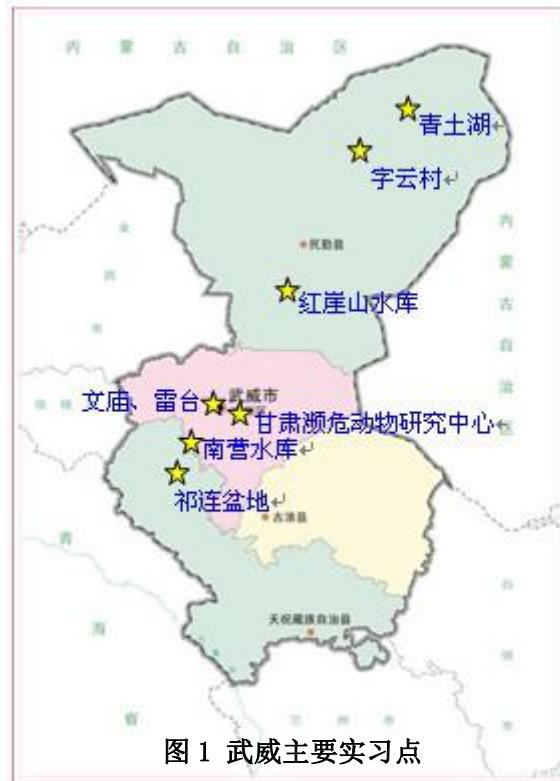 内蒙古自治区
青土湖
字云村
民勤县
内蒙古自治区
红崖山水库
武威市
文庙、雷台
甘肃濒危动物研究中心
南营水库
祁连盆地
古浪县
天祝藏族自治县
青海省
图 1 武威主要实习点